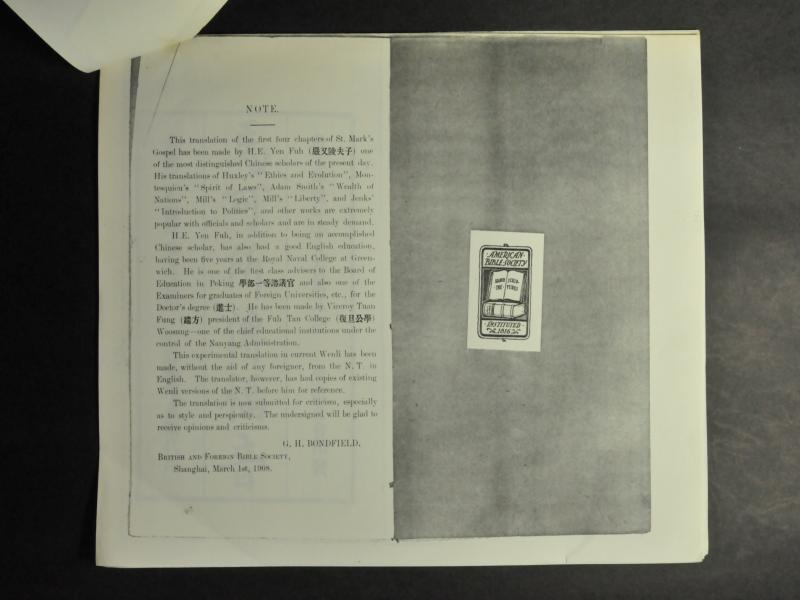 NOTE.
This translation of the first four chapters of St. Mark's
Gospel has been made by H.E. Yen Fuh (嚴又陵夫子) one
of the most distinguished Chinese scholars of the present day.
His translations of Huxley's "Ethics and Evolution", Mon-
tesquieu's "Spirit of Laws", Adam Smith's "Wealth of
Nations", Mill's "Logic", Mill's "Liberty", and Jenks'
"Introduction to Politics", and other works are extremely
popular with officials and scholars and are in steady demand.
H.E. Yen Fuh, in addition to being an accomplished
Chinese scholar, has also had a good English education,
having been five years at the Royal Naval College at Green-
wich. He is one of the first class advisers to the Board of
Education in Peking 學部一等諮議官 and also one of the
Examiners for graduates of Foreign Universities, etc., for the
Doctor's degree (進士). He has been made by Viceroy Tuan
Fung (端方) president of the Fuh Tan College (復旦公學)
Woosung—one of the chief educational institutions under the
control of the Nanyang Administration.
This experimental translation in current Wenli has been
made, without the aid of any foreigner, from the N. T. in
English. The translator, however, has had copies of existing
Wenli versions of the N. T. before him for reference.
The translation is now submitted for criticism, especially
as to style and perspicuity. The undersigned will be glad to
receive opinions and criticisms.
G. H. BONDFIELD.
British and Foreign Bible Society,
Shanghai, March 1st, 1908.
AMERICAN
BIBLE SOCIETY
INSTITUTED
1816